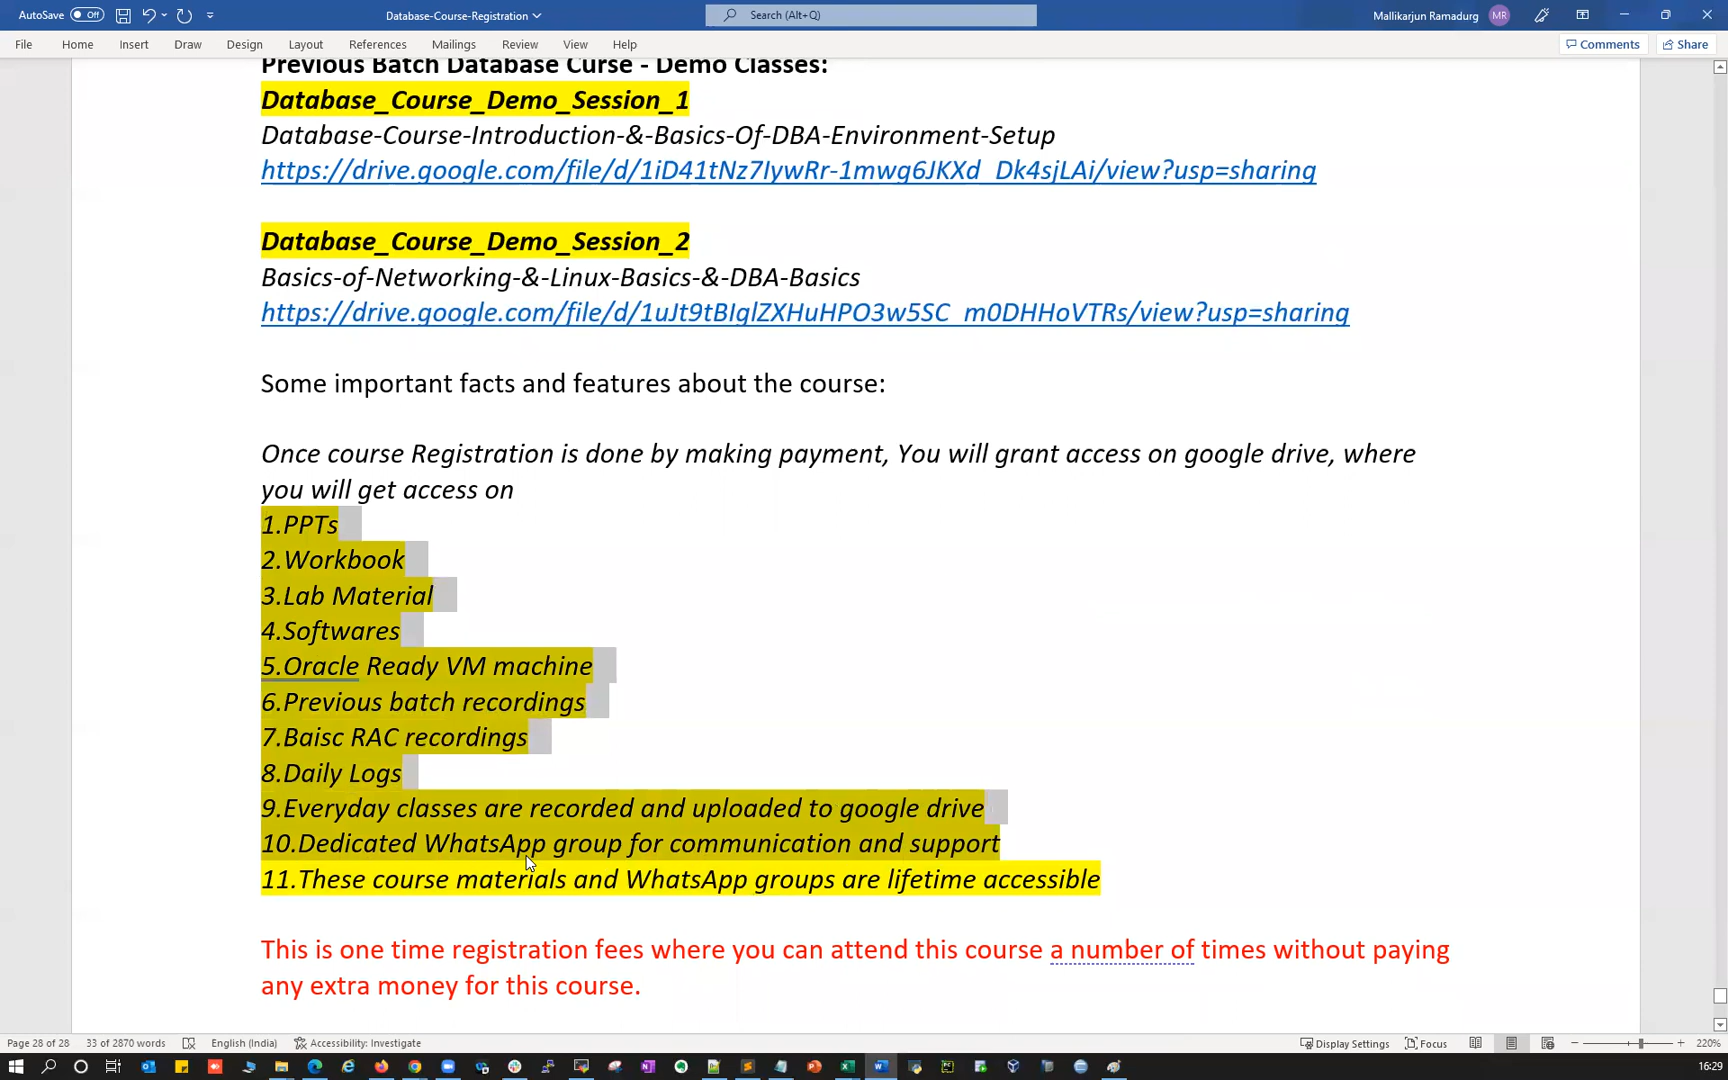 AutoSave Off Database-Course-Registration Search (Alt+Q) Mallikarjun Ramadurg MR
File Home Insert Draw Design Layout References Mailings Review View Help Comments Share
Previous Batch Database Curse - Demo Classes:
Database_Course_Demo_Session_1
Database-Course-Introduction-&-Basics-Of-DBA-Environment-Setup
https://drive.google.com/file/d/1iD41tNz7IywRr-1mwg6JKXd_Dk4sjLAi/view?usp=sharing
Database_Course_Demo_Session_2
Basics-of-Networking-&-Linux-Basics-&-DBA-Basics
https://drive.google.com/file/d/1uJt9tBIglZXHuHPO3w5SC_m0DHHoVTRs/view?usp=sharing
Some important facts and features about the course:
Once course Registration is done by making payment, You will grant access on google drive, where
you will get access on
1.PPTs
2.Workbook
3.Lab Material
4.Softwares
5.Oracle Ready VM machine
6.Previous batch recordings
7.Baisc RAC recordings
8.Daily Logs
9.Everyday classes are recorded and uploaded to google drive
10.Dedicated WhatsApp group for communication and support
11.These course materials and WhatsApp groups are lifetime accessible
This is one time registration fees where you can attend this course a number of times without paying
any extra money for this course.
Page 28 of 28 33 of 2870 words English (India) Accessibility: Investigate Display Settings Focus 220%
16:29